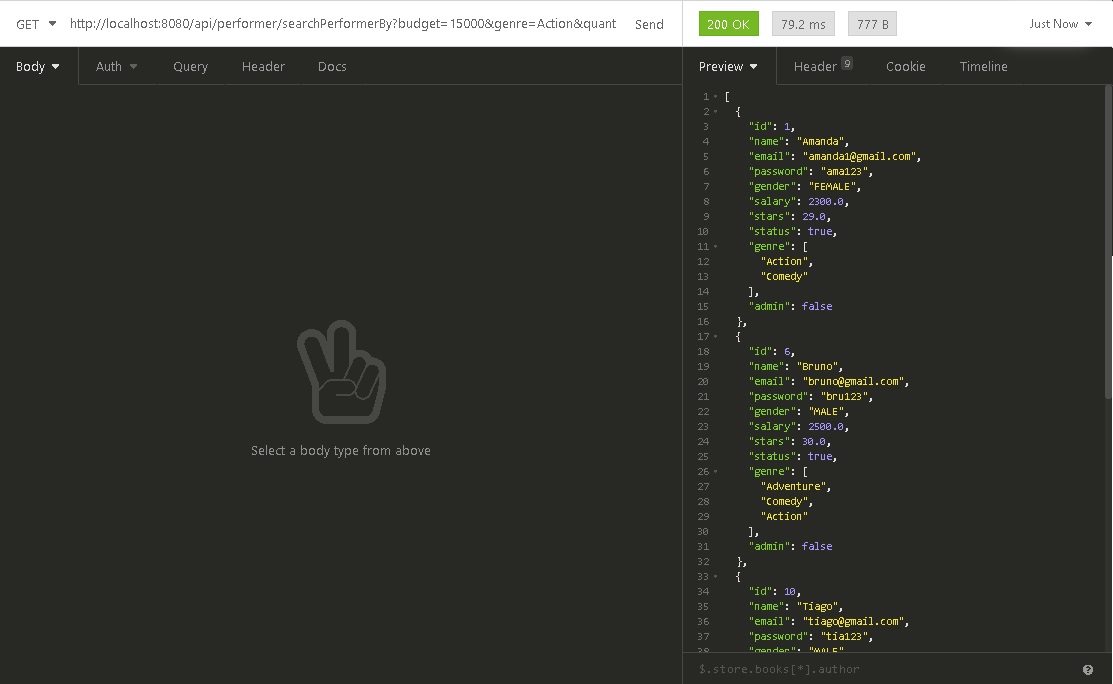 GET http://localhost:8080/api/performer/searchPerformerBy?budget=15000&genre=Action&quant Send 200 OK 79.2 ms 777 B Just Now
Body Auth Query Header Docs Preview Header 9 Cookie Timeline
Select a body type from above
1 [
2 {
3 "id": 1,
4 "name": "Amanda",
5 "email": "amanda1@gmail.com",
6 "password": "ama123",
7 "gender": "FEMALE",
8 "salary": 2300.0,
9 "stars": 29.0,
10 "status": true,
11 "genre": [
12 "Action",
13 "Comedy"
14 ],
15 "admin": false
16 },
17 {
18 "id": 6,
19 "name": "Bruno",
20 "email": "bruno@gmail.com",
21 "password": "bru123",
22 "gender": "MALE",
23 "salary": 2500.0,
24 "stars": 30.0,
25 "status": true,
26 "genre": [
27 "Adventure",
28 "Comedy",
29 "Action"
30 ],
31 "admin": false
32 },
33 {
34 "id": 10,
35 "name": "Tiago",
36 "email": "tiago@gmail.com",
37 "password": "tia123",
38 "gender": "MALE"
$.store.books[*].author